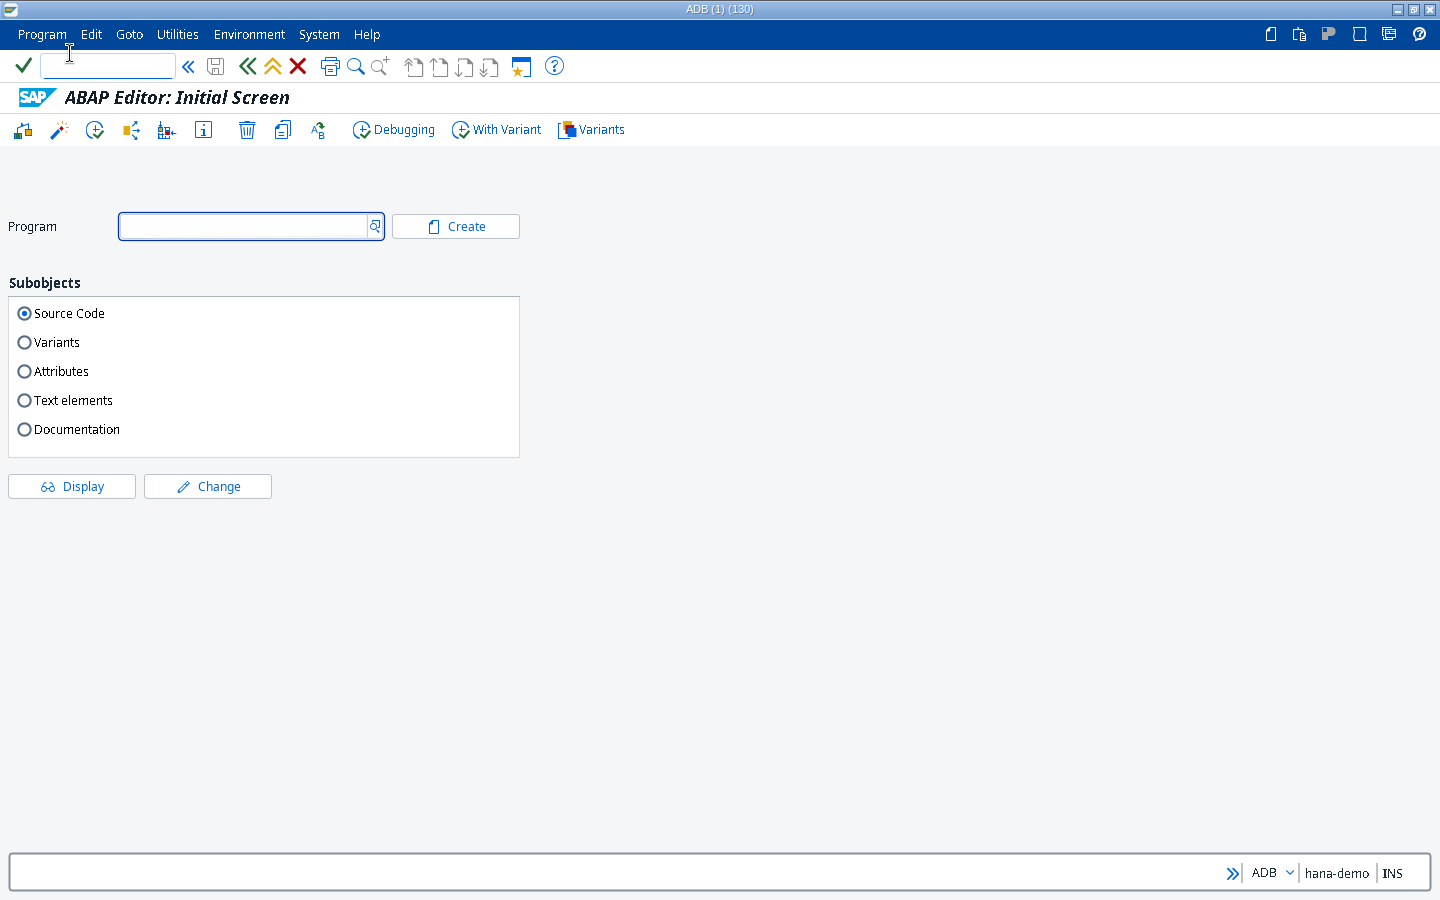 ADB (1) (130)
Program Edit Goto Utilities Environment System Help
SAP ABAP Editor: Initial Screen
Debugging With Variant Variants
Program Create
Subobjects
Source Code
Variants
Attributes
Text elements
Documentation
Display Change
ADB hana-demo INS